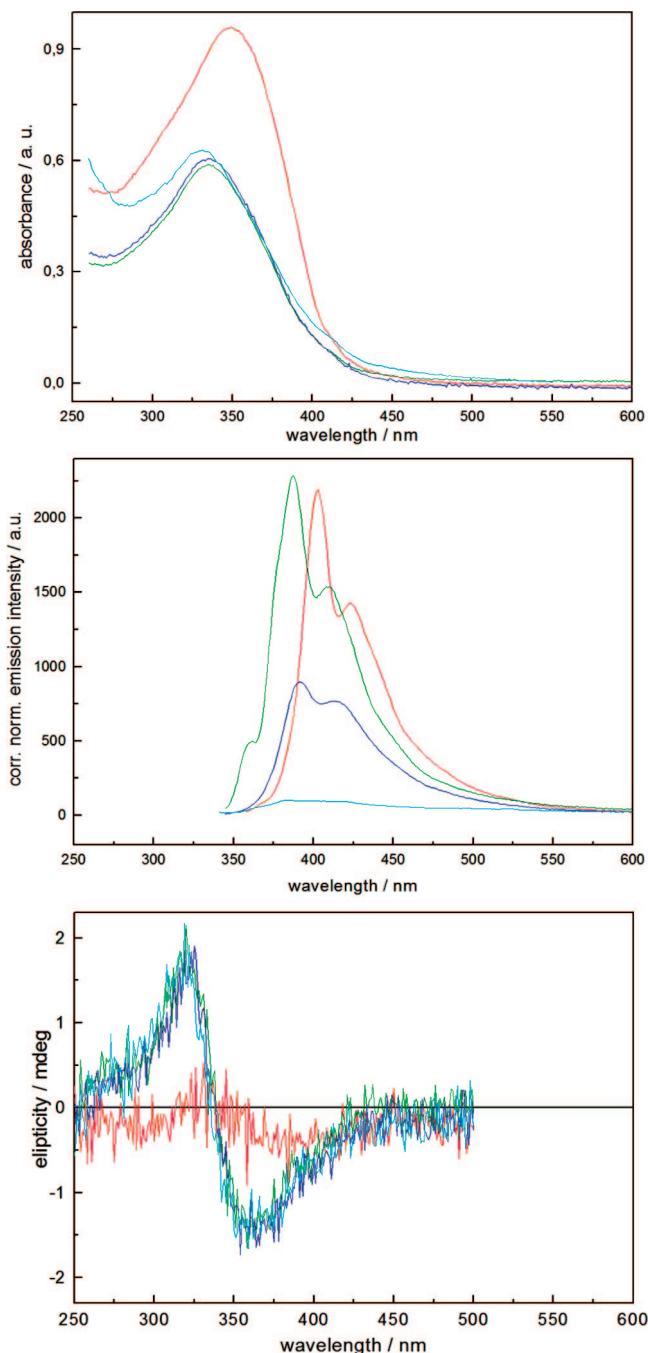 0,9
0,6
0,3
0,0
absorbance / a. u.
250 300 350 400 450 500 550 600
wavelength / nm
2000
1500
1000
500
0
corr. norm. emission intensity / a.u.
250 300 350 400 450 500 550 600
wavelength / nm
2
1
0
-1
-2
elipticity / mdeg
250 300 350 400 450 500 550 600
wavelength / nm